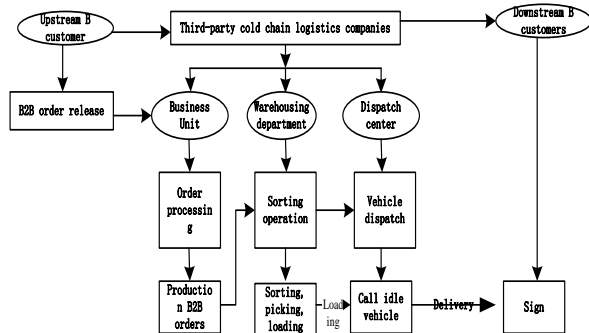 Upstream B
customer
Third-party cold chain logistics companies
Downstream B
customers
B2B order release
Business
Unit
Warehousing
department
Dispatch
center
Order
processin
g
Sorting
operation
Vehicle
dispatch
Productio
n B2B
orders
Sorting,
picking,
loading
Load
ing
Call idle
vehicle
Delivery
Sign